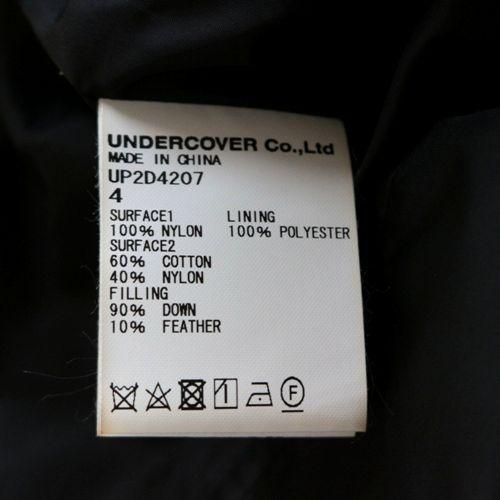 UNDERCOVER Co.,Ltd
MADE IN CHINA
UP2D4207
4
SURFACE1 LINING
100% NYLON 100% POLYESTER
SURFACE2
60% COTTON
40% NYLON
FILLING
90% DOWN
10% FEATHER
F